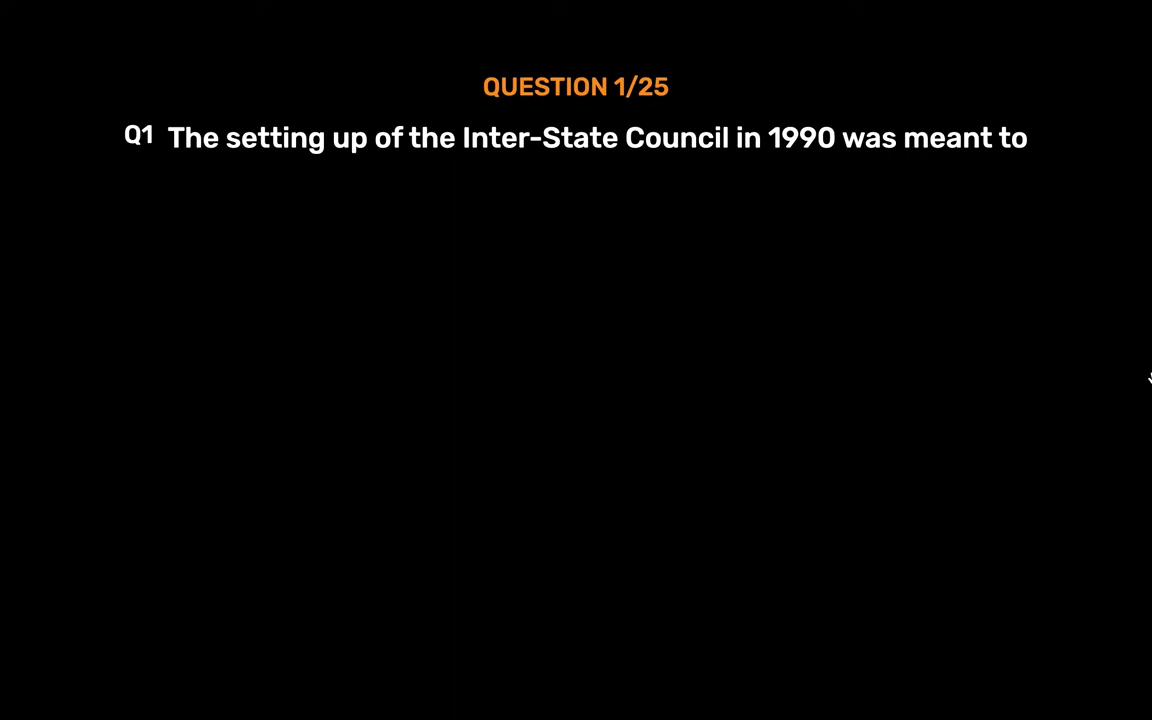 QUESTION 1/25
Q1 The setting up of the Inter-State Council in 1990 was meant to